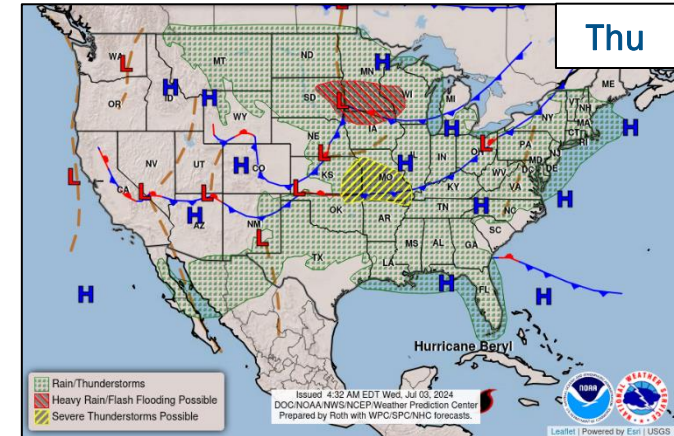 Thu
WA
MT
ND
MN
OR
ID
SD
WI
MI
ME
WY
NY
VT
NH
MA
CT
RI
IA
NE
NV
UT
CO
IL
IN
OH
PA
NJ
MD
DE
DC
WV
VA
KS
MO
KY
CA
AZ
NM
OK
AR
TN
NC
SC
TX
LA
MS
AL
GA
FL
H
H
H
H
H
H
H
H
H
H
H
H
H
H
L
L
L
L
L
L
L
L
L
L
Hurricane Beryl
Rain/Thunderstorms
Heavy Rain/Flash Flooding Possible
Severe Thunderstorms Possible
Issued 4:32 AM EDT Wed, Jul 03, 2024
DOC/NOAA/NWS/NCEP/Weather Prediction Center
Prepared by Roth with WPC/SPC/NHC forecasts.
NOAA
Leaflet | Powered by Esri | USGS